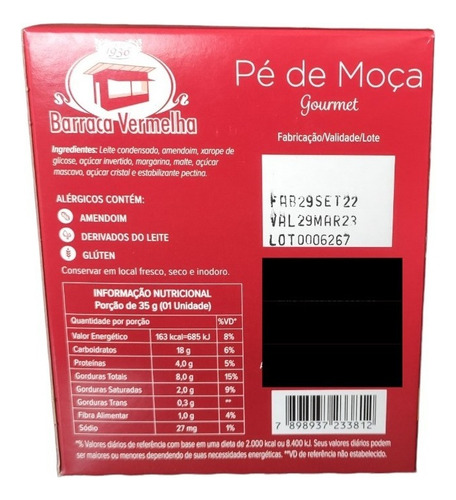 1936
Barraca Vermelha
Pé de Moça
Gourmet
Fabricação/Validade/Lote
FAB29SET22
VAL29MAR23
LOT0006267
Ingredientes: Leite condensado, amendoim, xarope de
glicose, açúcar invertido, margarina, malte, açúcar
mascavo, açúcar cristal e estabilizante pectina.
ALÉRGICOS CONTÉM:
AMENDOIM
DERIVADOS DO LEITE
GLÚTEN
Conservar em local fresco, seco e inodoro.
INFORMAÇÃO NUTRICIONAL
Porção de 35 g (01 Unidade)
Quantidade por porção %VD*
Valor Energético 163 kcal=685 kJ 8%
Carboidratos 18 g 6%
Proteínas 4,0 g 5%
Gorduras Totais 8,0 g 15%
Gorduras Saturadas 2,0 g 9%
Gorduras Trans 0,3 g **
Fibra Alimentar 1,0 g 4%
Sódio 27 mg 1%
7 898937 233812
*% Valores diários de referência com base em uma dieta de 2.000 kcal ou 8.400 kJ. Seus valores diários podem
ser maiores ou menores dependendo de suas necessidades energéticas. **VD de referência não estabelecido.